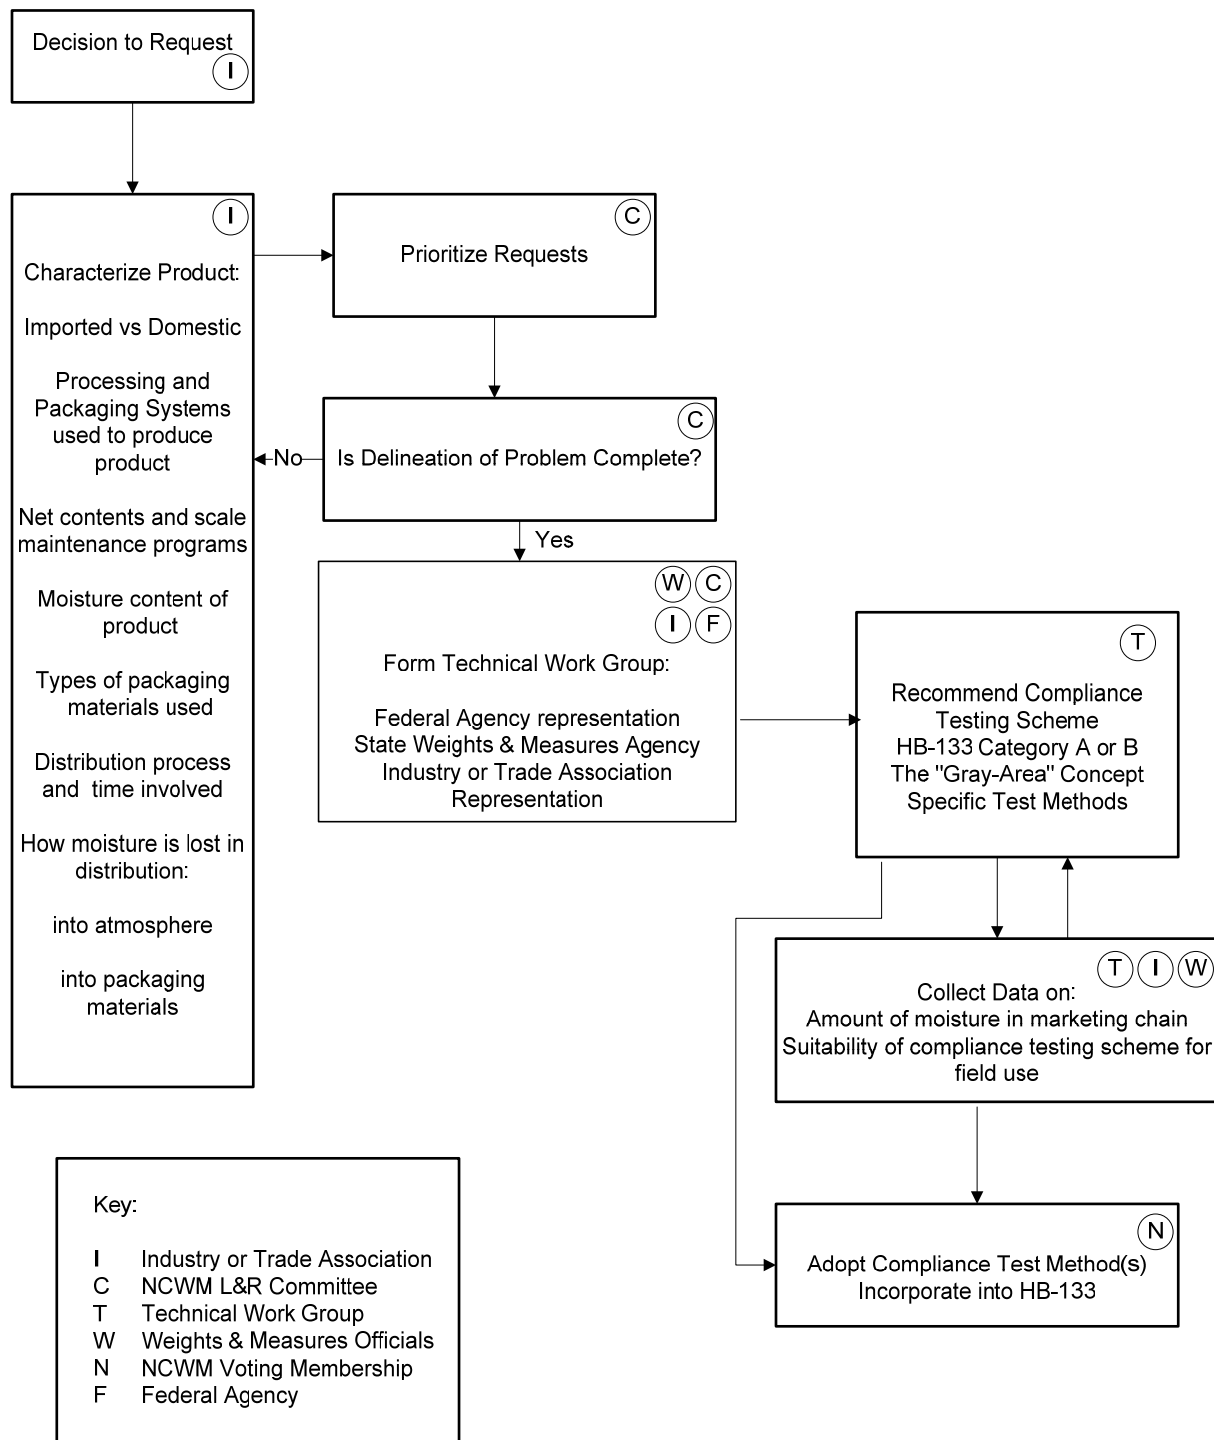 Decision to Request
I
I
Characterize Product:
Imported vs Domestic
Processing and
Packaging Systems
used to produce
product
Net contents and scale
maintenance programs
Moisture content of
product
Types of packaging
materials used
Distribution process
and time involved
How moisture is lost in
distribution:
into atmosphere
into packaging
materials
C
Prioritize Requests
C
Is Delineation of Problem Complete?
No
Yes
W C
I F
Form Technical Work Group:
Federal Agency representation
State Weights & Measures Agency
Industry or Trade Association
Representation
T
Recommend Compliance
Testing Scheme
HB-133 Category A or B
The "Gray-Area" Concept
Specific Test Methods
T I W
Collect Data on:
Amount of moisture in marketing chain
Suitability of compliance testing scheme for
field use
N
Adopt Compliance Test Method(s)
Incorporate into HB-133
Key:
I Industry or Trade Association
C NCWM L&R Committee
T Technical Work Group
W Weights & Measures Officials
N NCWM Voting Membership
F Federal Agency